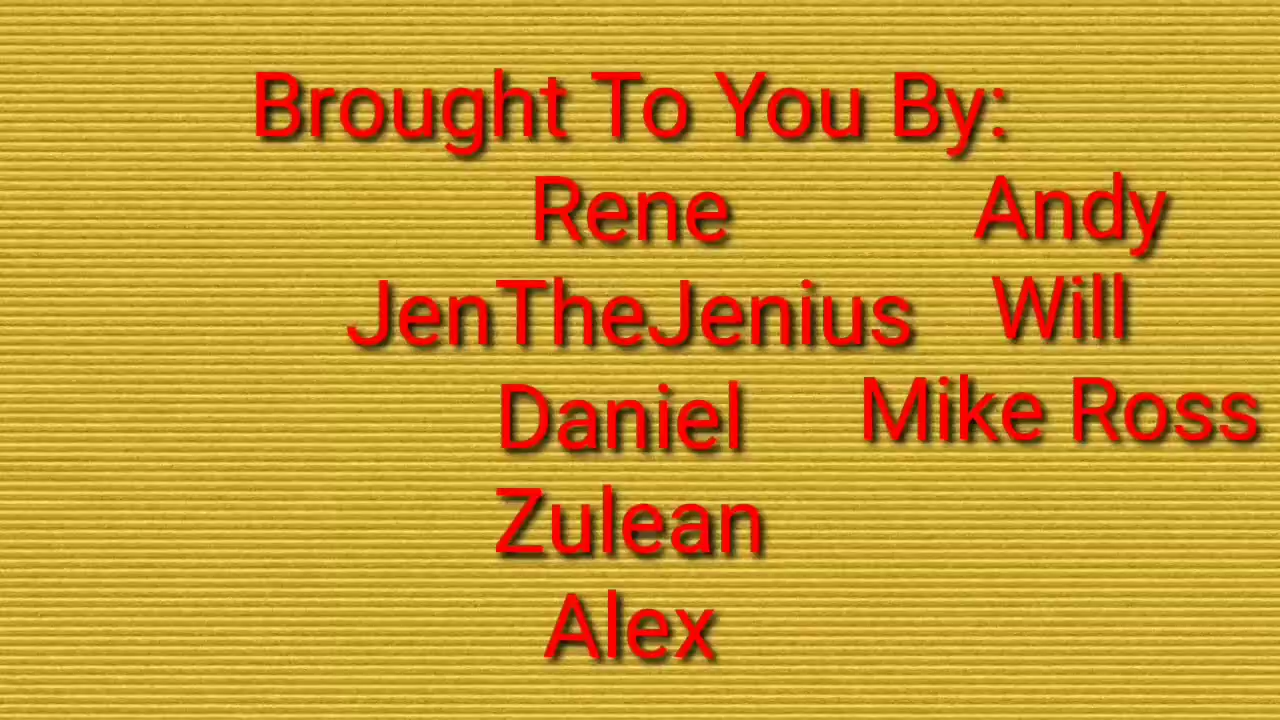 Brought To You By:
Rene
JenTheJenius
Daniel
Zulean
Alex
Andy
Will
Mike Ross